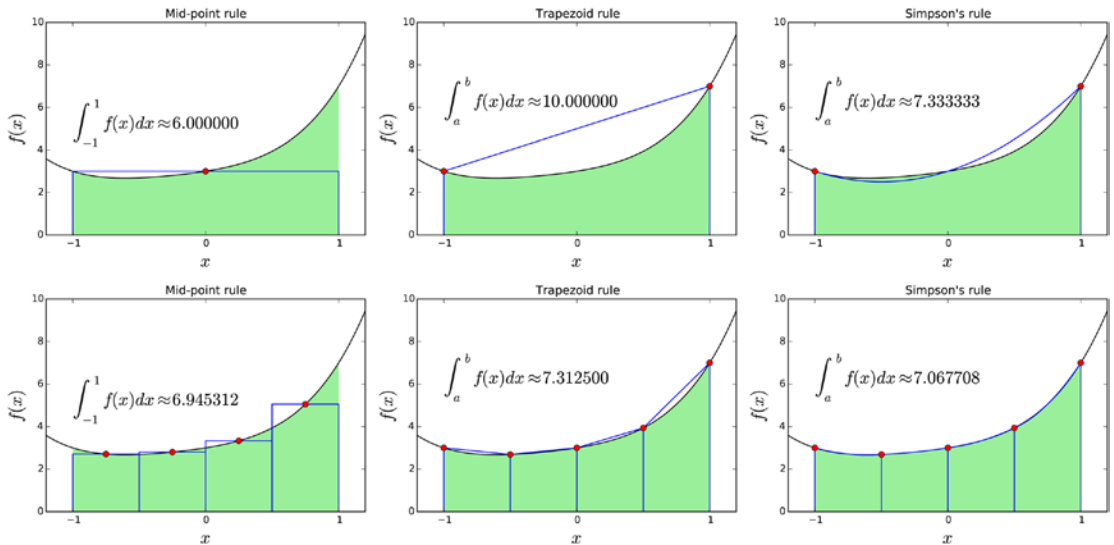 Mid-point rule
10
8
6
4
2
0
f(x)
∫_{-1}^{1} f(x)dx≈6.000000
−1
0
1
x
Trapezoid rule
10
8
6
4
2
0
f(x)
∫_{a}^{b} f(x)dx≈10.000000
−1
0
1
x
Simpson's rule
10
8
6
4
2
0
f(x)
∫_{a}^{b} f(x)dx≈7.333333
−1
0
1
x
Mid-point rule
10
8
6
4
2
0
f(x)
∫_{-1}^{1} f(x)dx≈6.945312
−1
0
1
x
Trapezoid rule
10
8
6
4
2
0
f(x)
∫_{a}^{b} f(x)dx≈7.312500
−1
0
1
x
Simpson's rule
10
8
6
4
2
0
f(x)
∫_{a}^{b} f(x)dx≈7.067708
−1
0
1
x